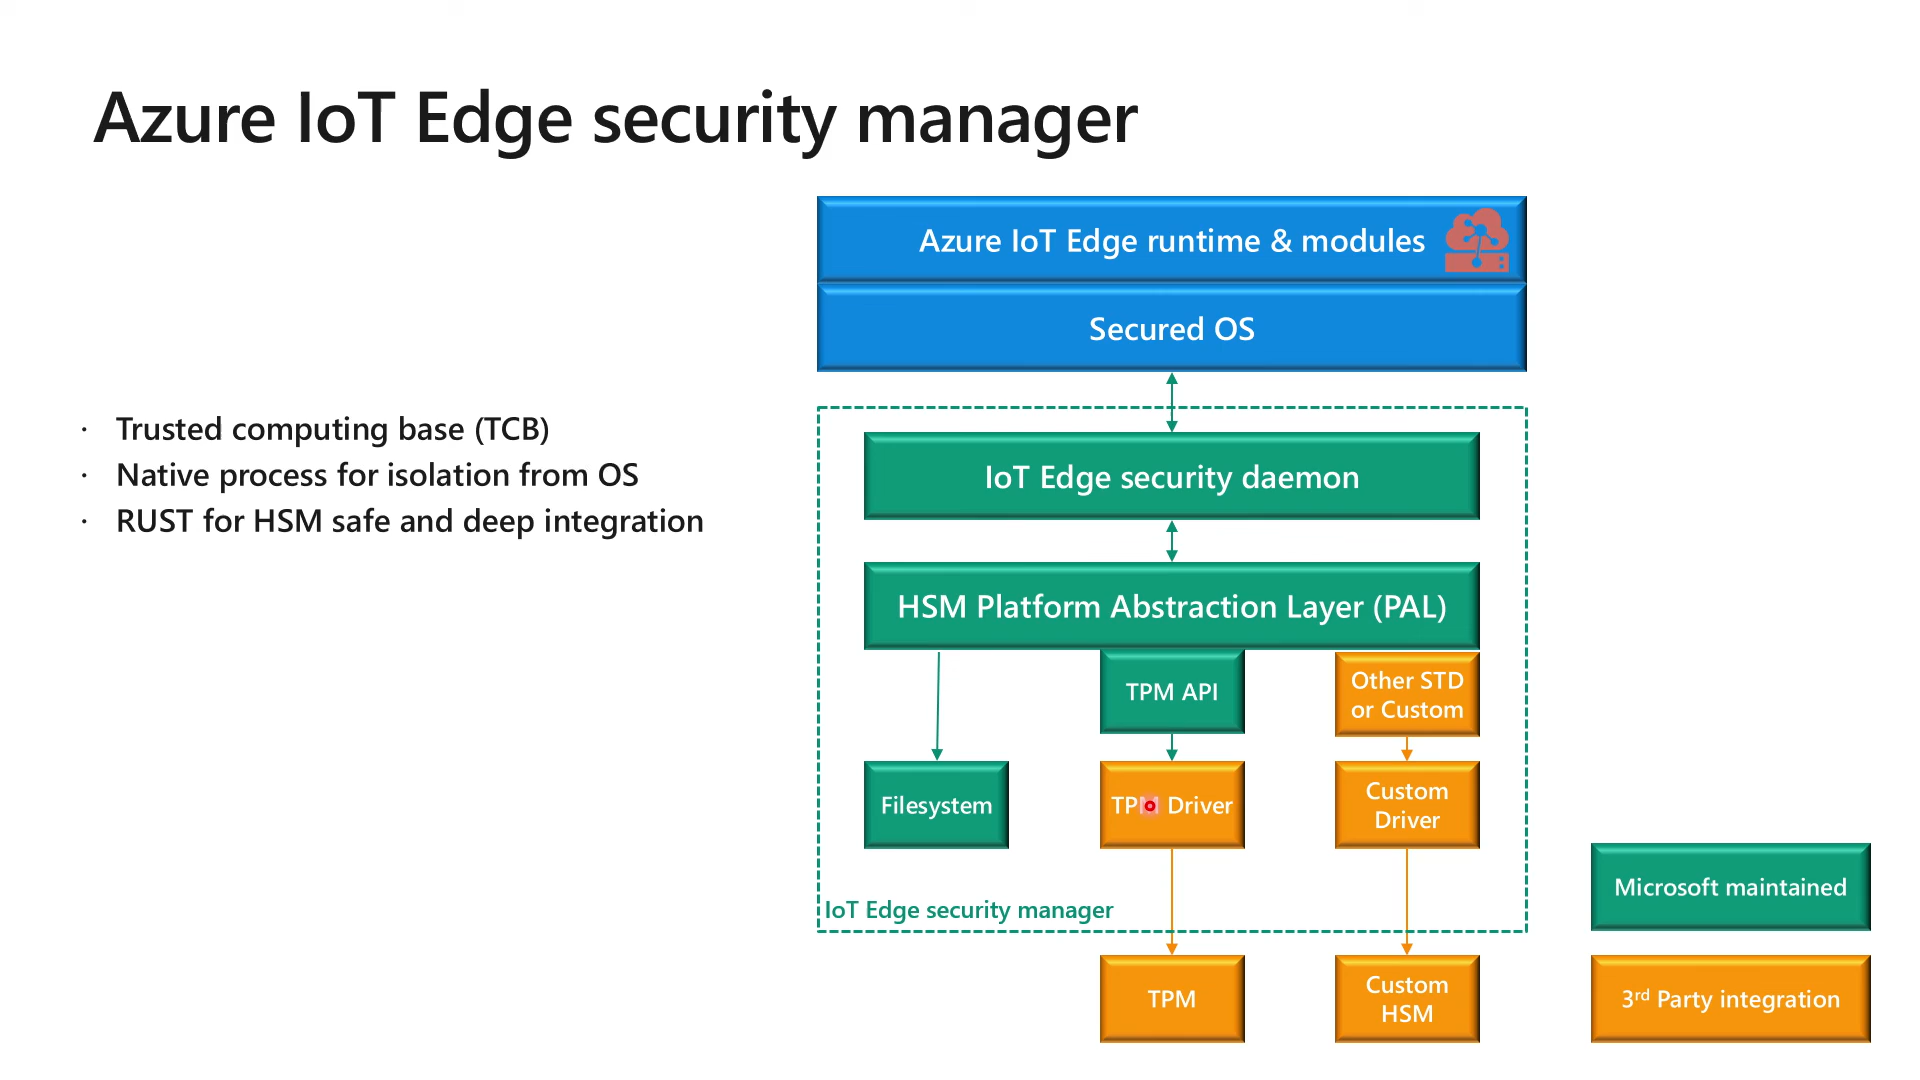 Azure IoT Edge security manager
Azure IoT Edge runtime & modules
Secured OS
· Trusted computing base (TCB)
· Native process for isolation from OS
· RUST for HSM safe and deep integration
IoT Edge security daemon
HSM Platform Abstraction Layer (PAL)
TPM API
Other STD
or Custom
Filesystem
TPM Driver
Custom
Driver
IoT Edge security manager
TPM
Custom
HSM
Microsoft maintained
3rd Party integration